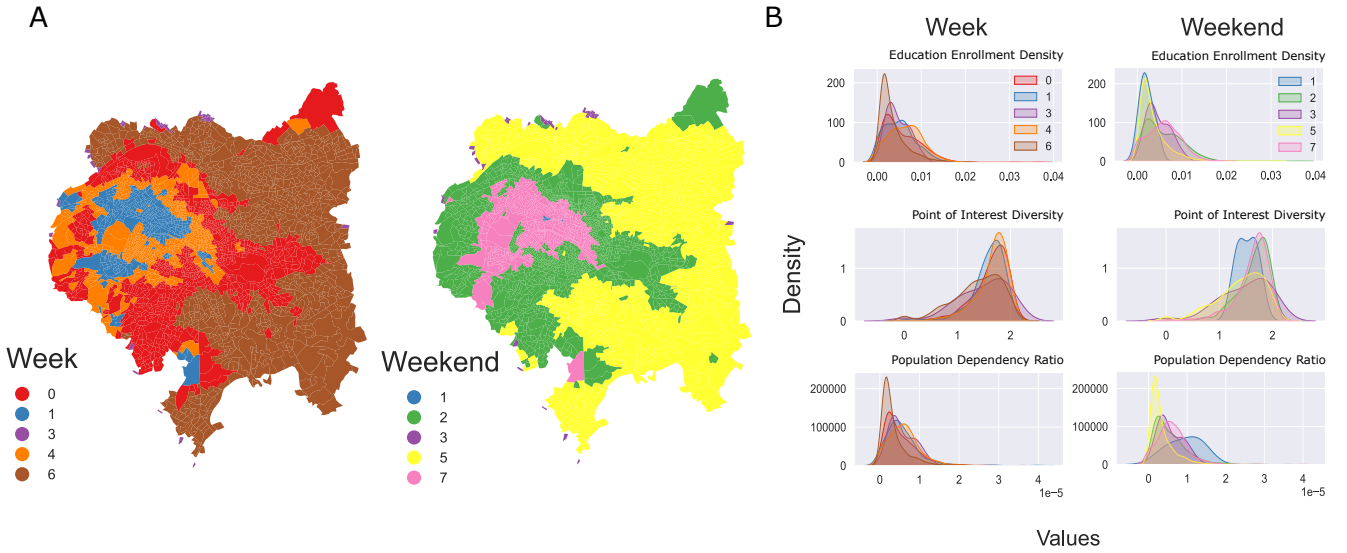 A
Week
0
1
3
4
6
Weekend
1
2
3
5
7
B
Week
Weekend
Education Enrollment Density
200
100
0
0.00 0.01 0.02 0.03 0.04
0
1
3
4
6
Education Enrollment Density
200
100
0
0.00 0.01 0.02 0.03 0.04
1
2
3
5
7
Density
Point of Interest Diversity
1
0
0 1 2
Point of Interest Diversity
1
0
0 1 2
Population Dependency Ratio
200000
100000
0
0 1 2 3 4
1e−5
Population Dependency Ratio
200000
100000
0
0 1 2 3 4
1e−5
Values